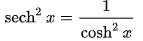 sech² x = 1 / cosh² x